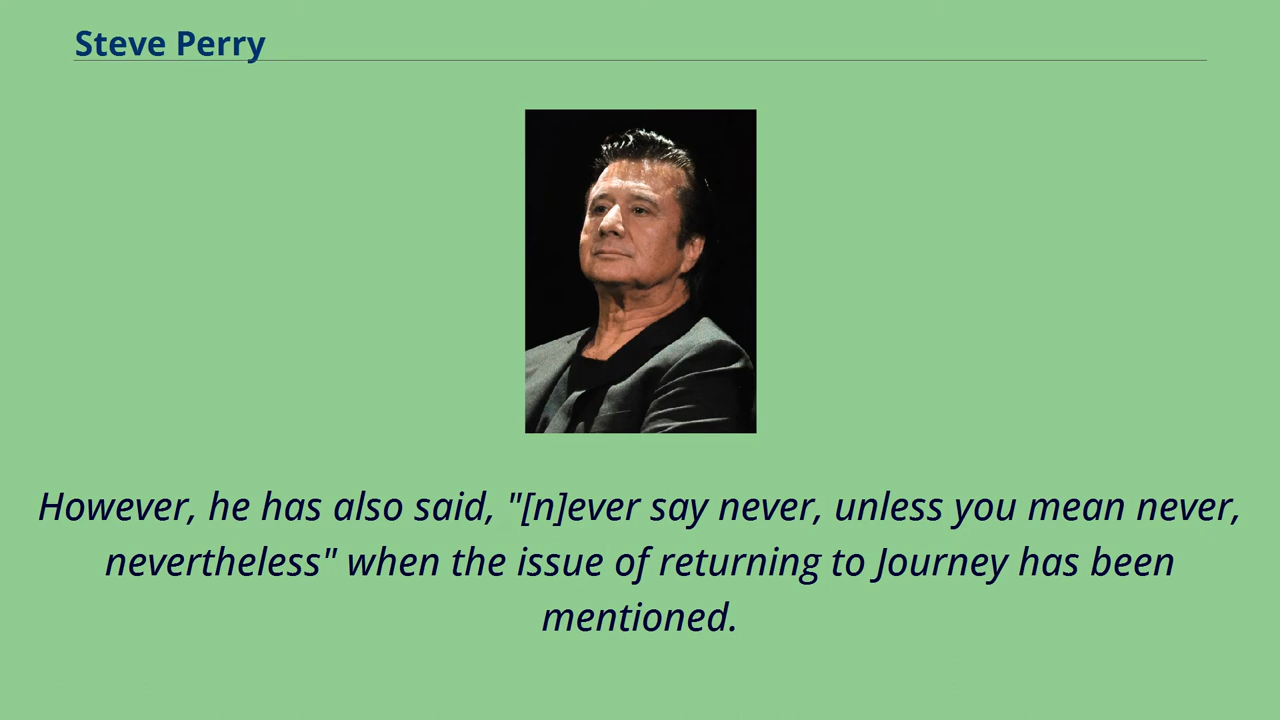 Steve Perry
However, he has also said, "[n]ever say never, unless you mean never,
nevertheless" when the issue of returning to Journey has been
mentioned.